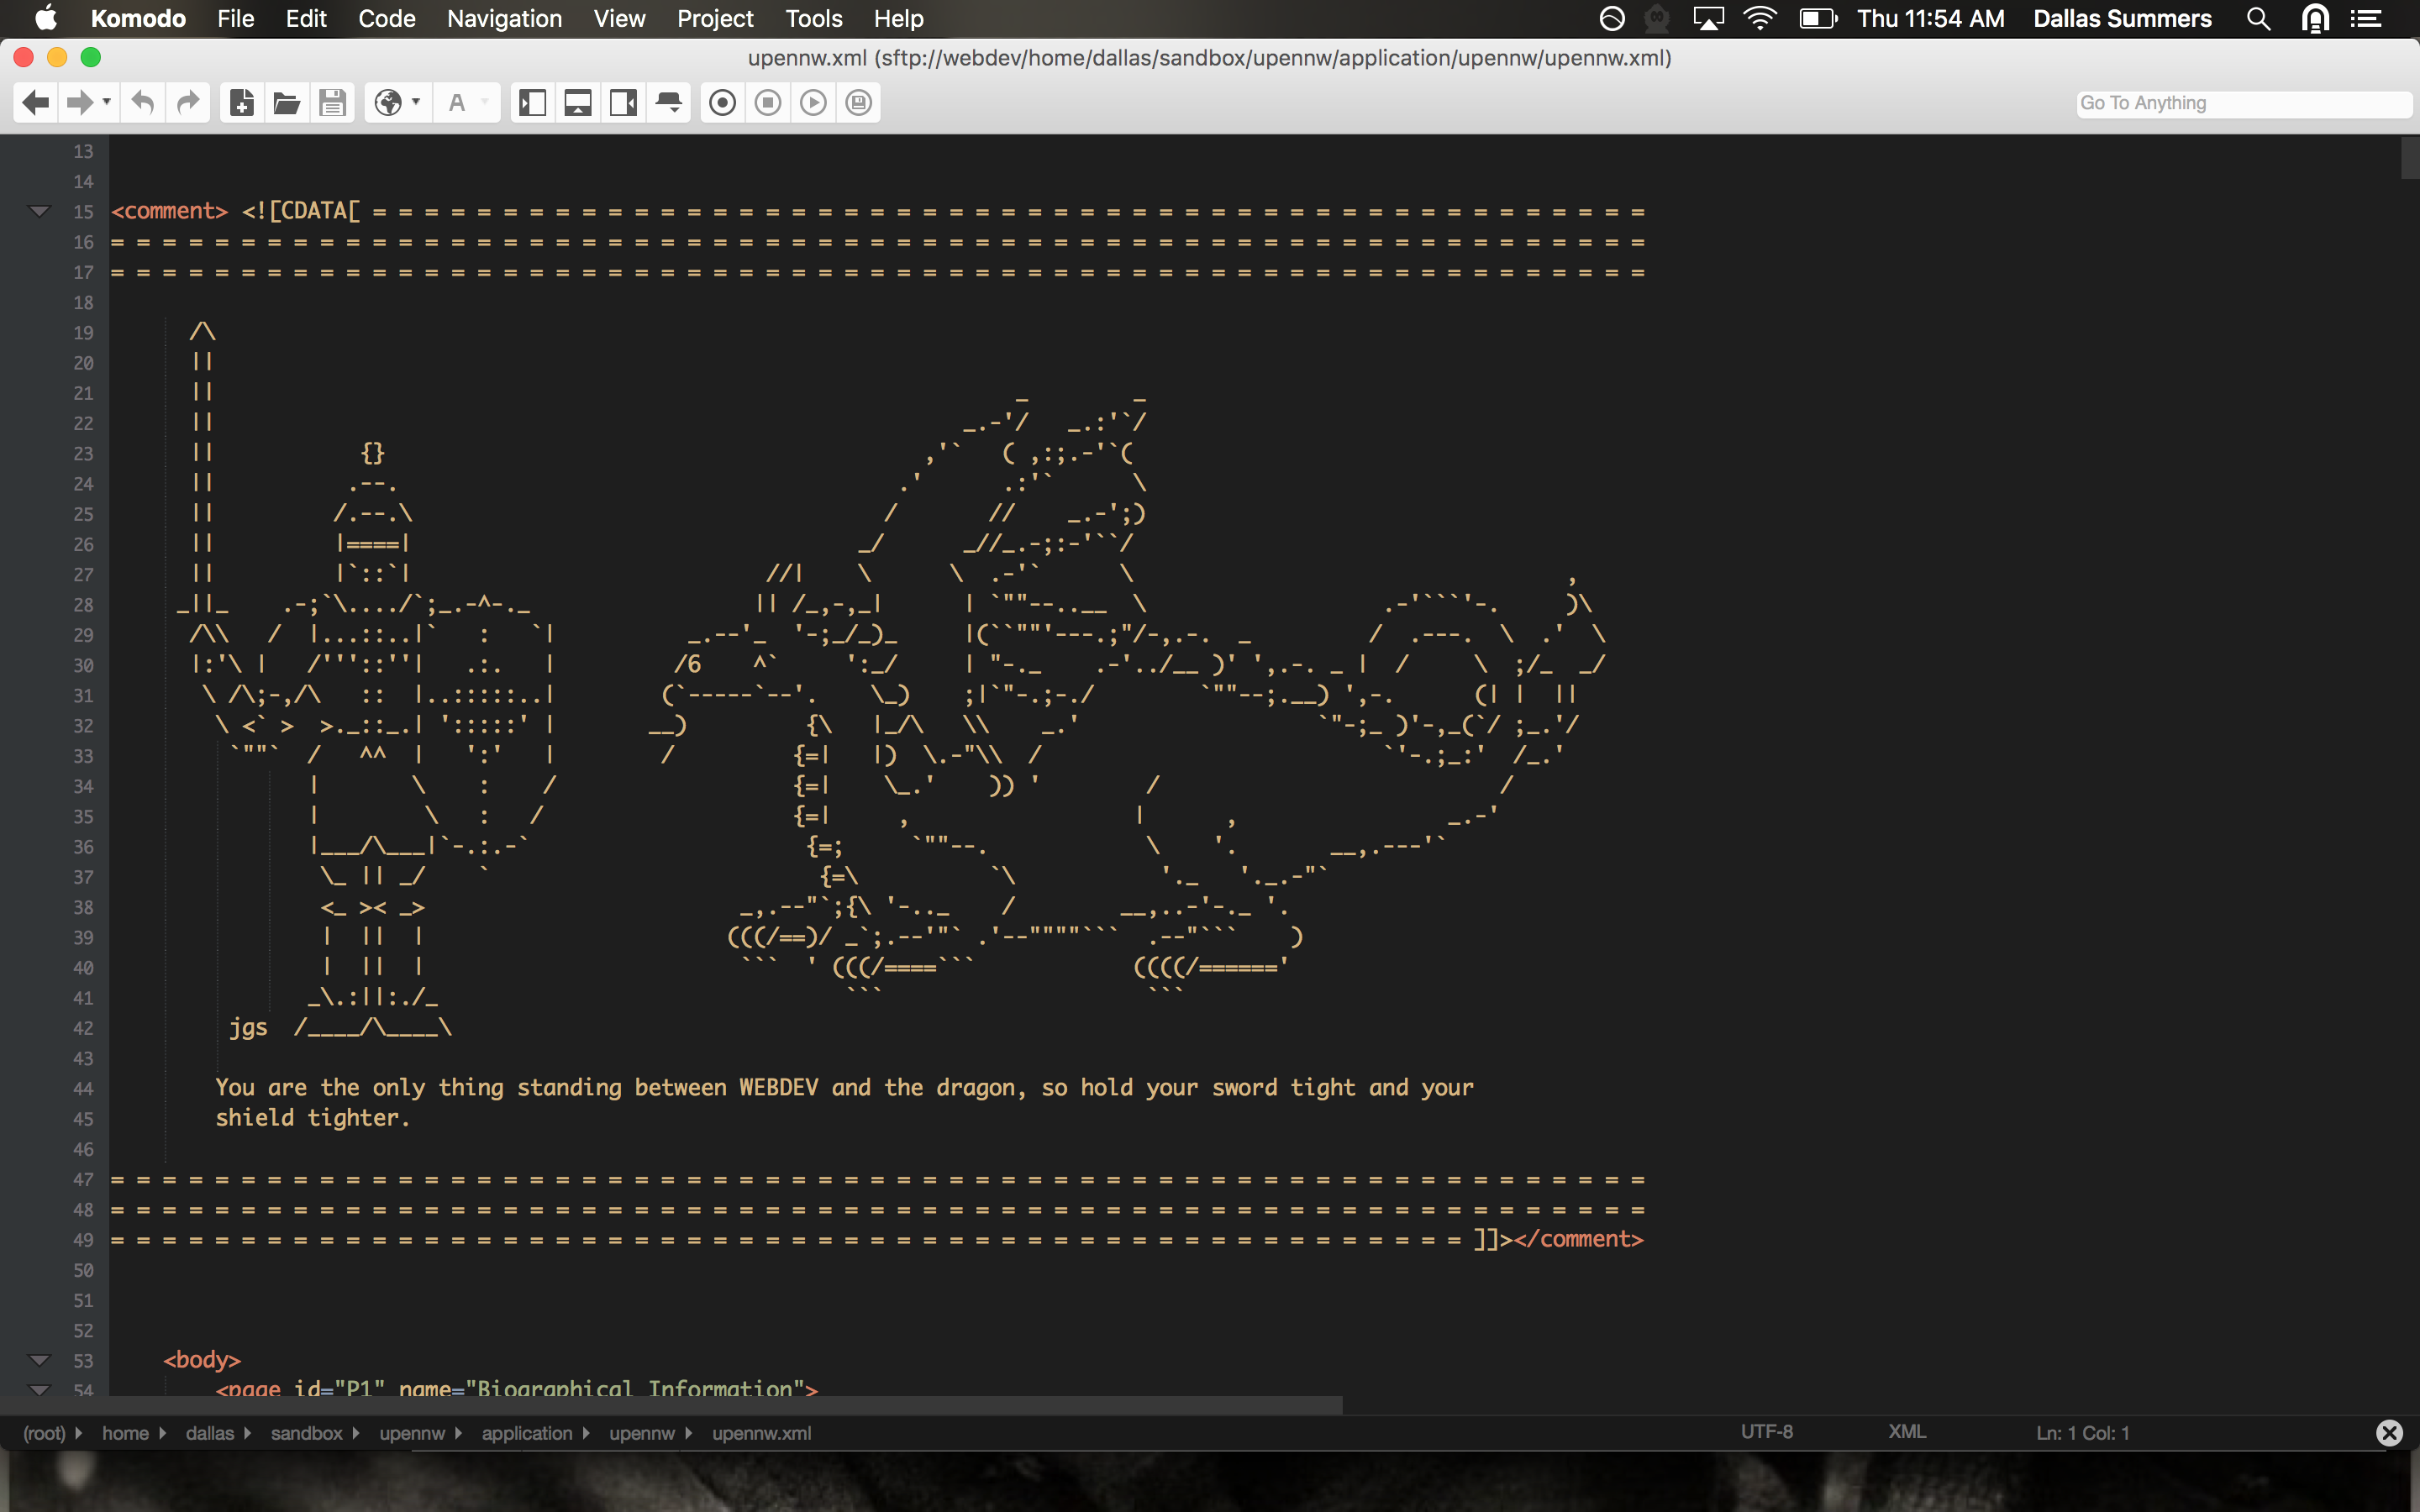 Komodo File Edit Code Navigation View Project Tools Help Thu 11:54 AM Dallas Summers
upennw.xml (sftp://webdev/home/dallas/sandbox/upennw/application/upennw/upennw.xml)
A Go To Anything
13
14
15 <comment> <![CDATA[ = = = = = = = = = = = = = = = = = = = = = = = = = = = = = = = = = = = = = = = = = = = = = = = = =
16 = = = = = = = = = = = = = = = = = = = = = = = = = = = = = = = = = = = = = = = = = = = = = = = = = = = = = = = = = = =
17 = = = = = = = = = = = = = = = = = = = = = = = = = = = = = = = = = = = = = = = = = = = = = = = = = = = = = = = = = = =
18
19
20
21
22
23
24
25
26
27
28
29
30
31
32
33
34
35
36
37
38
39
40
41
42 jgs
43
44 You are the only thing standing between WEBDEV and the dragon, so hold your sword tight and your
45 shield tighter.
46
47 = = = = = = = = = = = = = = = = = = = = = = = = = = = = = = = = = = = = = = = = = = = = = = = = = = = = = = = = = = =
48 = = = = = = = = = = = = = = = = = = = = = = = = = = = = = = = = = = = = = = = = = = = = = = = = = = = = = = = = = = =
49 = = = = = = = = = = = = = = = = = = = = = = = = = = = = = = = = = = = = = = = = = = = = = = = = = = = = ]]></comment>
50
51
52
53 <body>
54 <page id="P1" name="Biographical Information">
(root) home dallas sandbox upennw application upennw upennw.xml UTF-8 XML Ln: 1 Col: 1